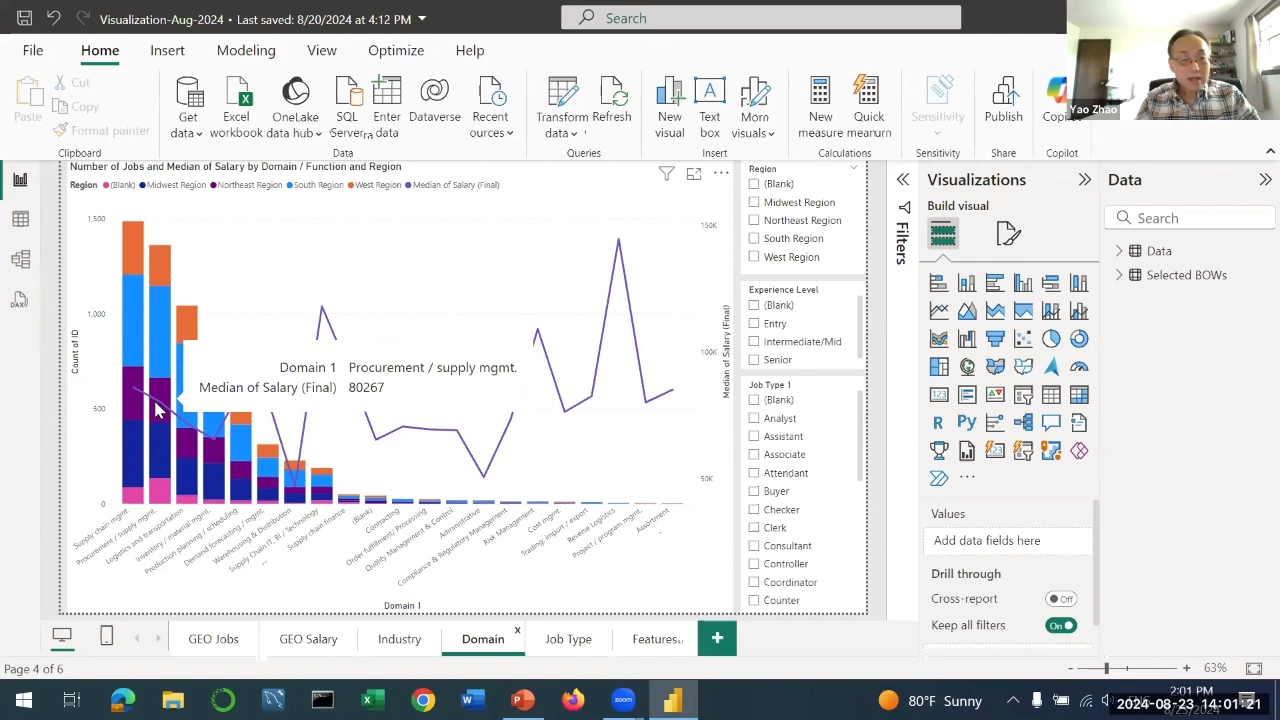 Visualization-Aug-2024 • Last saved: 8/20/2024 at 4:12 PM
Search
File Home Insert Modeling View Optimize Help
Paste
Cut
Copy
Format painter
Get data
Excel workbook
OneLake data hub
SQL Server
Enter data
Dataverse
Recent sources
Transform data
Refresh
New visual
Text box
More visuals
New measure
Quick measure
Sensitivity
Publish
Yao Zhao
Clipboard Data Queries Insert Calculations Sensitivity Share Copilot
Number of Jobs and Median of Salary by Domain / Function and Region
Region (Blank) Midwest Region Northeast Region South Region West Region Median of Salary (Final)
1,500
1,000
500
0
Count of ID
150K
100K
50K
Median of Salary (Final)
Domain 1 Procurement / supply mgmt.
Median of Salary (Final) 80267
Supply chain mgmt.
Procurement / supply mgmt.
Logistics and transportation
Inventory / material mgmt.
Production Planning / scheduling
Demand forecasting / mgmt.
Warehousing & Distribution
Supply Chain IT, BI / Technology
...
Supply chain finance
(Blank)
Contracting
Order fulfillment / Procuring
Quality Management & Control
Administrative
Compliance & Regulatory Management
Risk Management
Cost mgmt.
Trading import / export
Reverse Logistics
Project / program mgmt.
Assortment
...
Domain 1
Region
(Blank)
Midwest Region
Northeast Region
South Region
West Region
Experience Level
(Blank)
Entry
Intermediate/Mid
Senior
Job Type 1
(Blank)
Analyst
Assistant
Associate
Attendant
Buyer
Checker
Clerk
Consultant
Controller
Coordinator
Counter
Filters
Visualizations
Build visual
Values
Add data fields here
Drill through
Cross-report Off
Keep all filters On
Data
Search
Data
Selected BOWs
GEO Jobs GEO Salary Industry Domain x Job Type Features
Page 4 of 6
63%
80°F Sunny
2:01 PM
2024-08-23 14:01:21